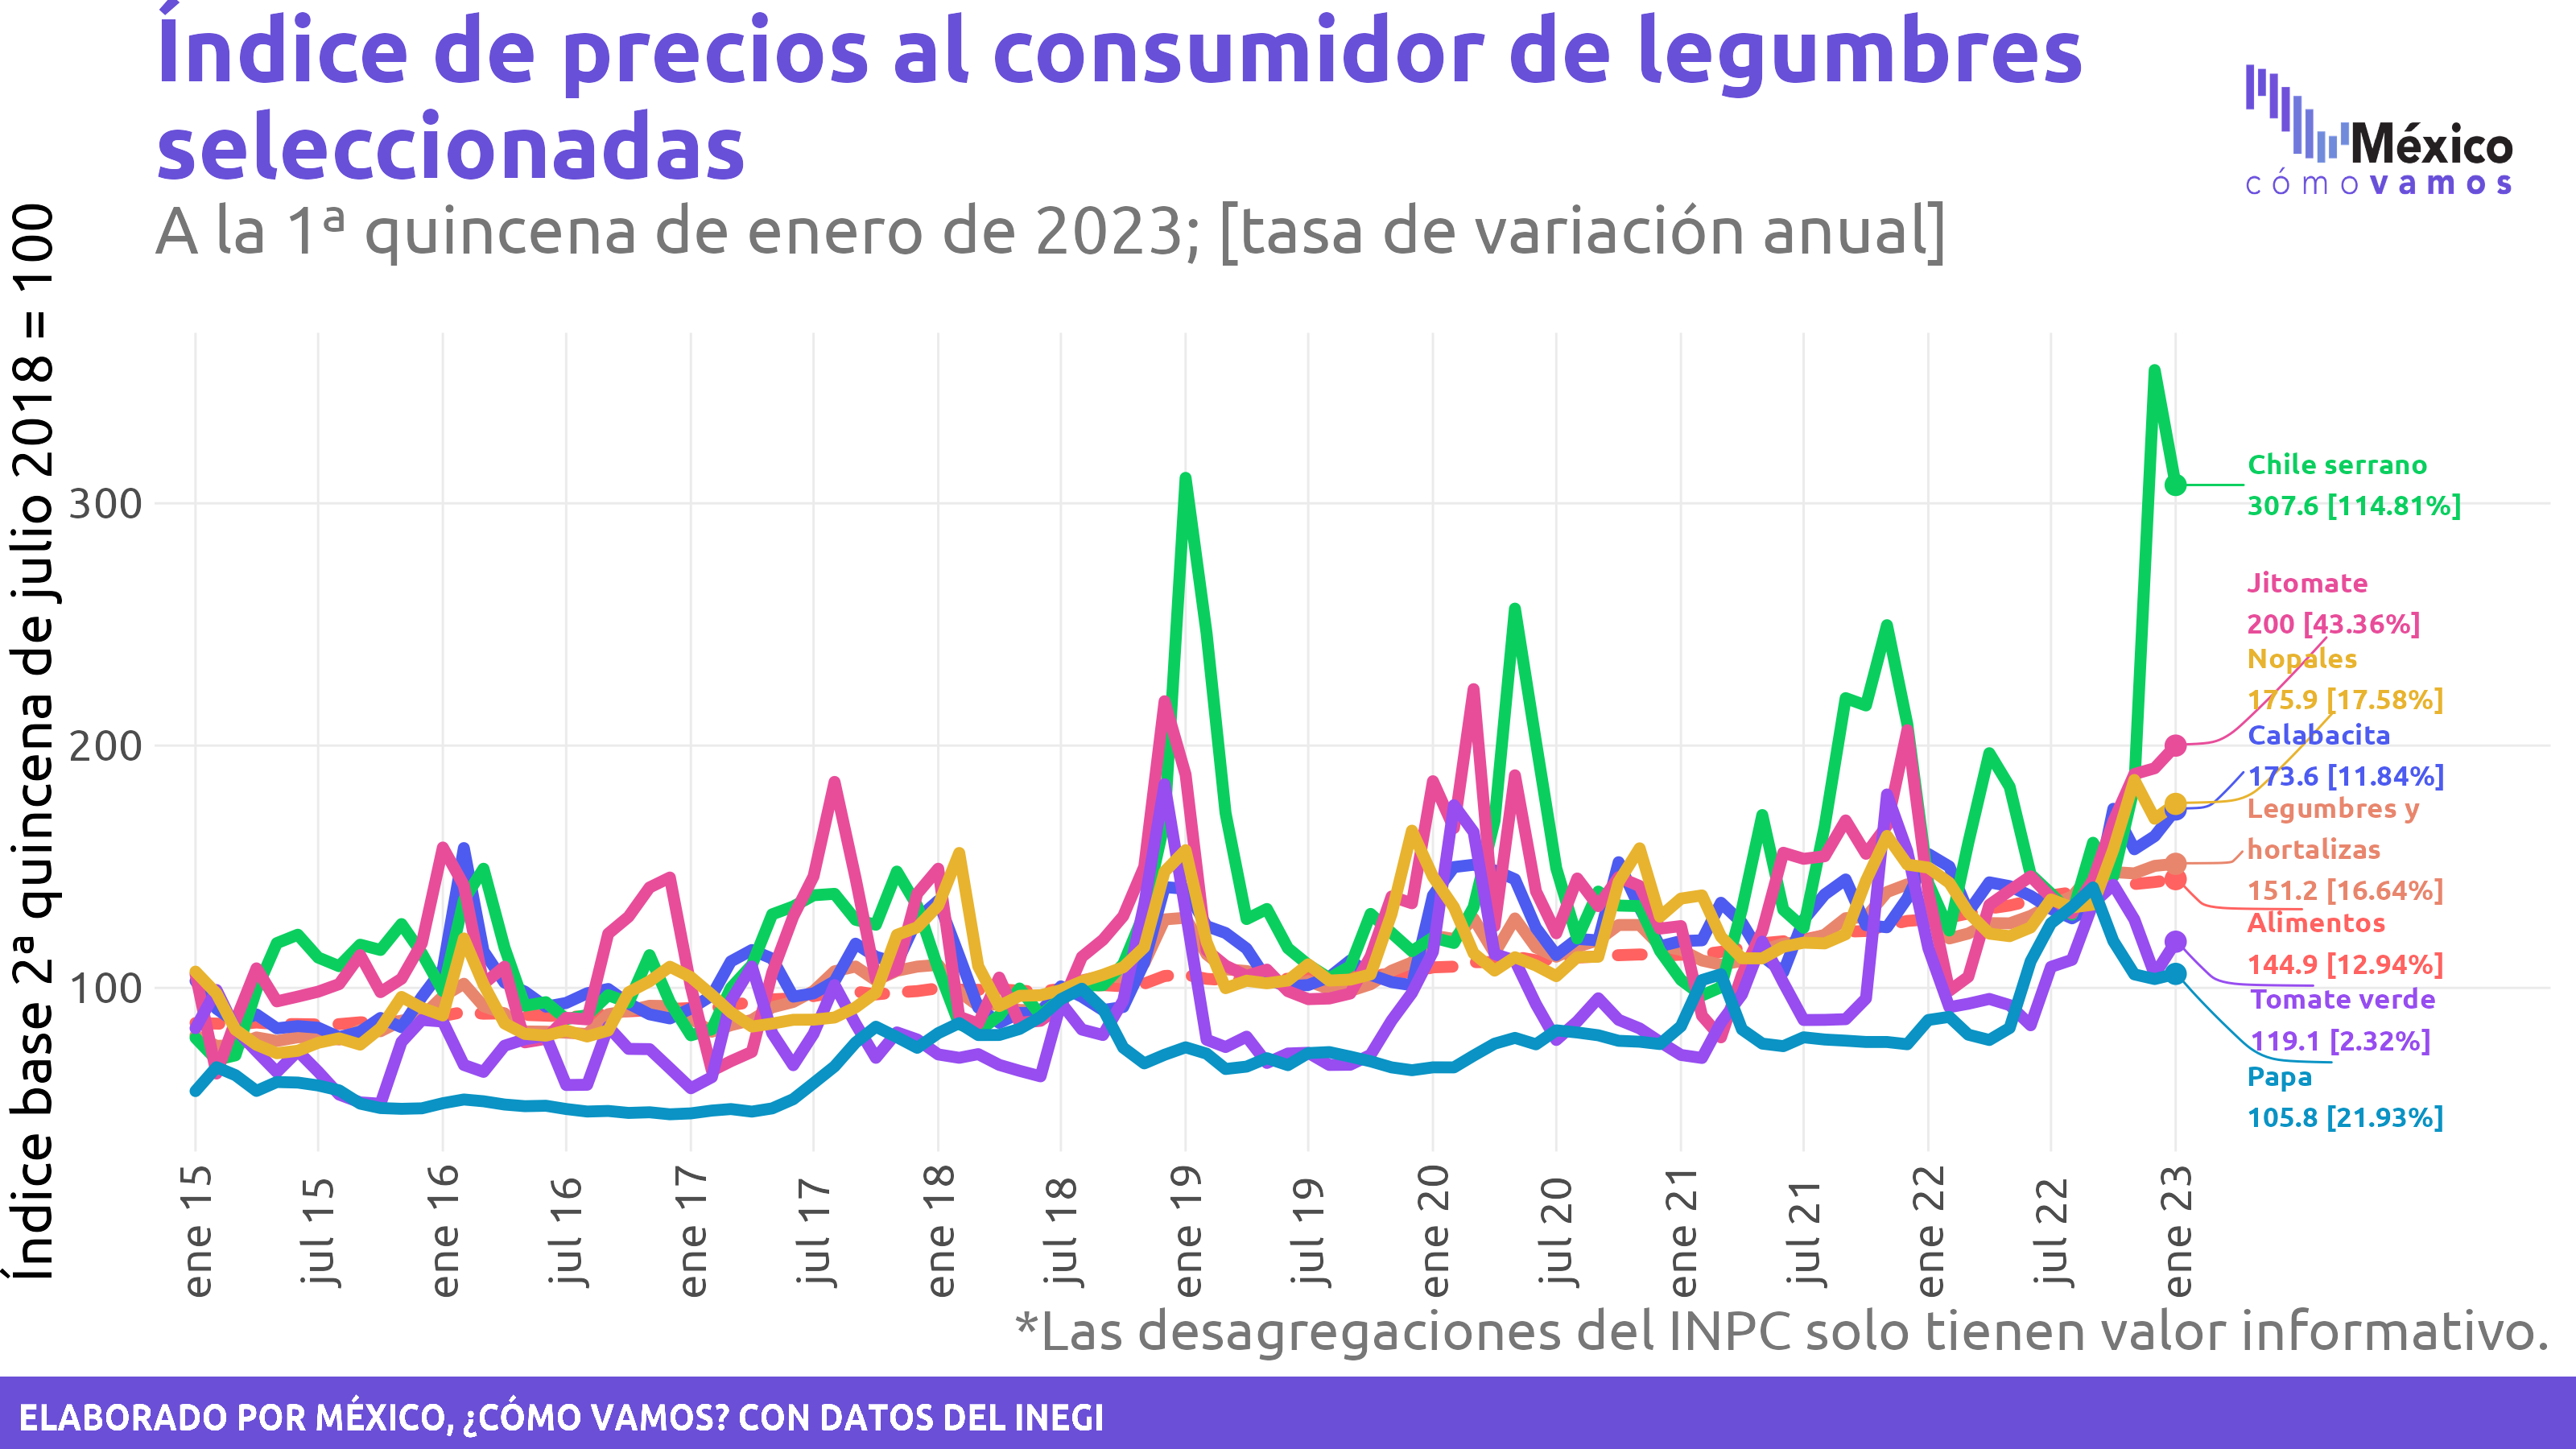 Índice de precios al consumidor de legumbres
seleccionadas
A la 1ª quincena de enero de 2023; [tasa de variación anual]
México
cómovamos
Índice base 2ª quincena de julio 2018 = 100
300
200
100
Chile serrano
307.6 [114.81%]
Jitomate
200 [43.36%]
Nopales
175.9 [17.58%]
Calabacita
173.6 [11.84%]
Legumbres y
hortalizas
151.2 [16.64%]
Alimentos
144.9 [12.94%]
Tomate verde
119.1 [2.32%]
Papa
105.8 [21.93%]
ene 15
jul 15
ene 16
jul 16
ene 17
jul 17
ene 18
jul 18
ene 19
jul 19
ene 20
jul 20
ene 21
jul 21
ene 22
jul 22
ene 23
*Las desagregaciones del INPC solo tienen valor informativo.
ELABORADO POR MÉXICO, ¿CÓMO VAMOS? CON DATOS DEL INEGI